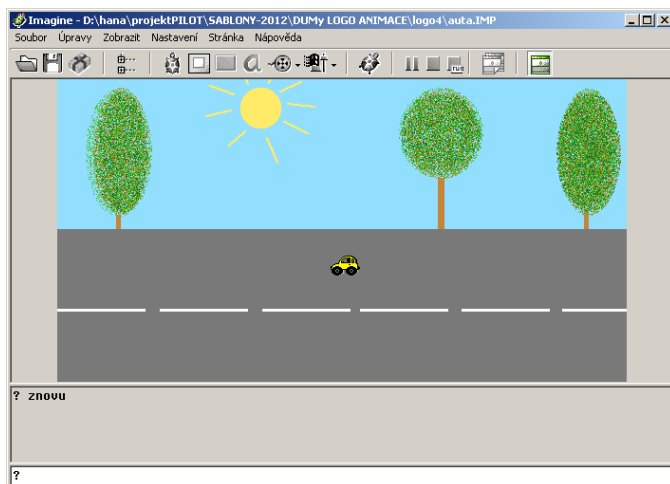 Imagine - D:\hana\projektPILOT\SABLONY-2012\DUMy LOGO ANIMACE\logo4\auta.IMP
Soubor Úpravy Zobrazit Nastavení Stránka Nápověda
? znovu
?